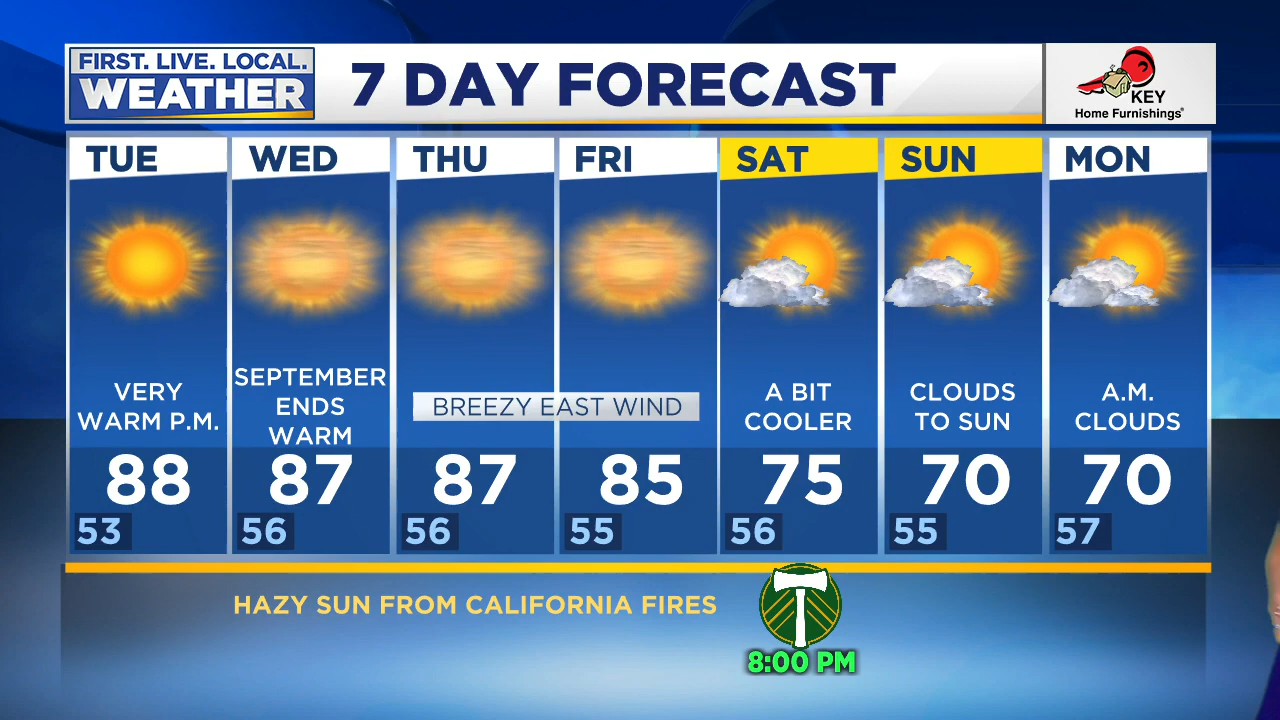 FIRST. LIVE. LOCAL.
WEATHER
7 DAY FORECAST
KEY
Home Furnishings®
TUE
WED
THU
FRI
SAT
SUN
MON
VERY
WARM P.M.
SEPTEMBER
ENDS
WARM
BREEZY EAST WIND
A BIT
COOLER
CLOUDS
TO SUN
A.M.
CLOUDS
88
87
87
85
75
70
70
53
56
56
55
56
55
57
HAZY SUN FROM CALIFORNIA FIRES
8:00 PM